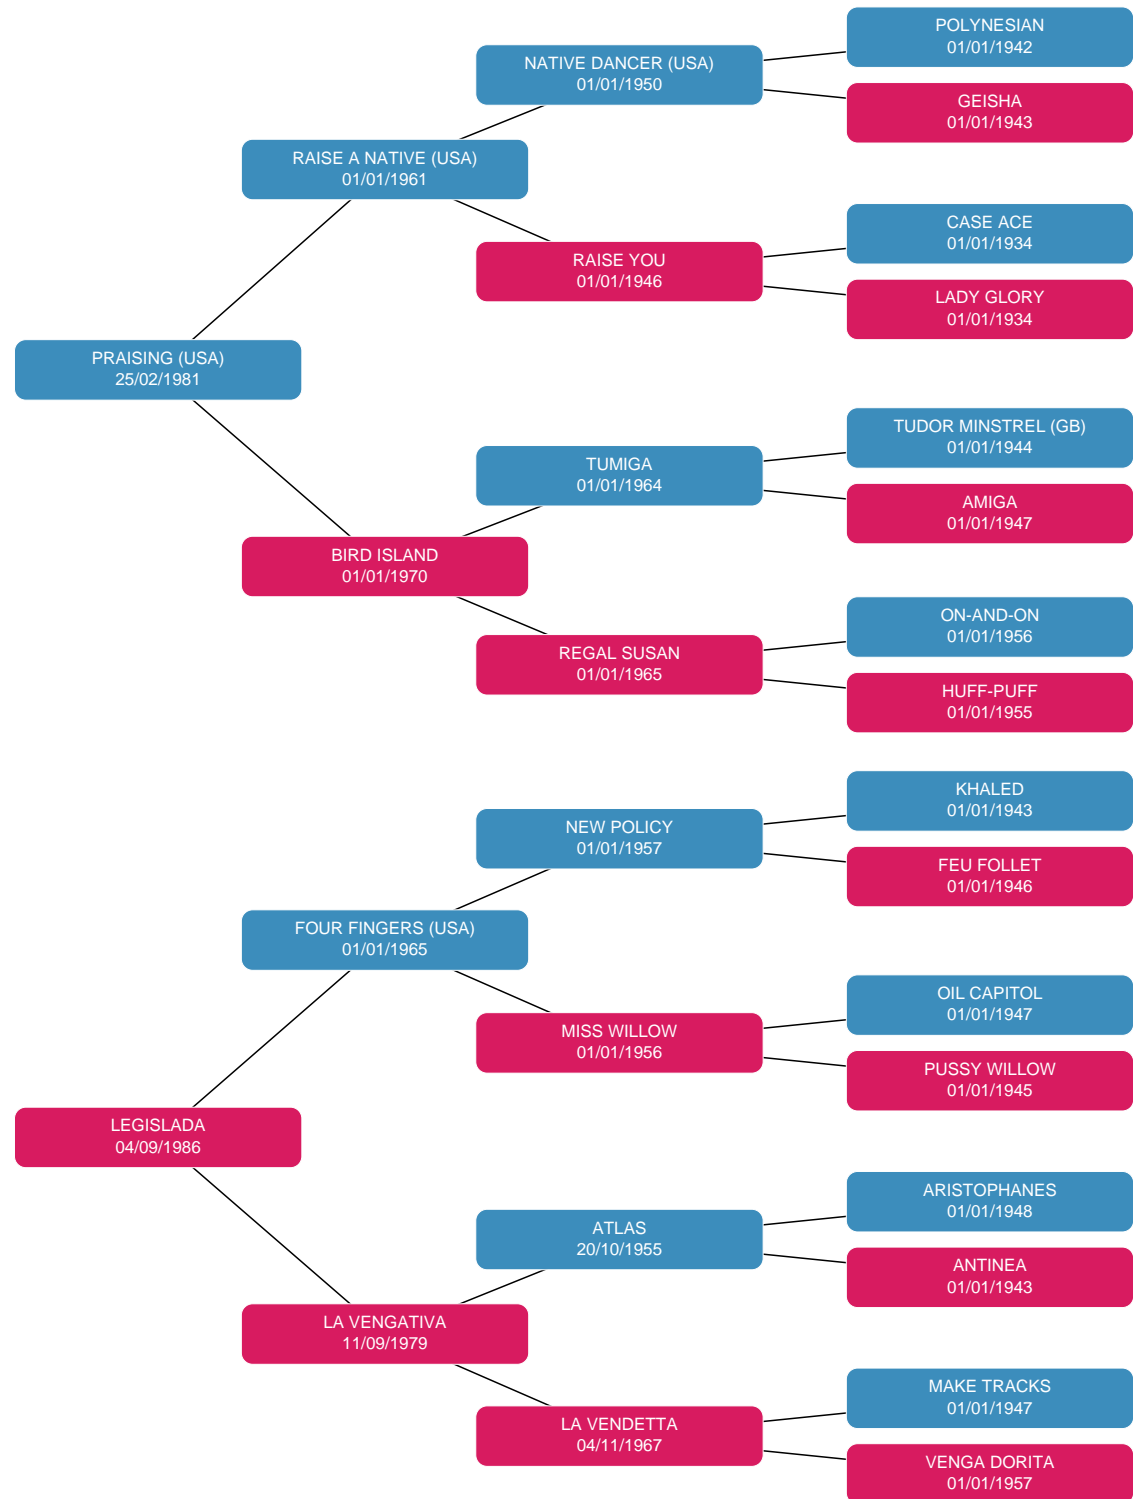 POLYNESIAN
01/01/1942
NATIVE DANCER (USA)
01/01/1950
GEISHA
01/01/1943
RAISE A NATIVE (USA)
01/01/1961
CASE ACE
01/01/1934
RAISE YOU
01/01/1946
LADY GLORY
01/01/1934
PRAISING (USA)
25/02/1981
TUDOR MINSTREL (GB)
01/01/1944
TUMIGA
01/01/1964
AMIGA
01/01/1947
BIRD ISLAND
01/01/1970
ON-AND-ON
01/01/1956
REGAL SUSAN
01/01/1965
HUFF-PUFF
01/01/1955
KHALED
01/01/1943
NEW POLICY
01/01/1957
FEU FOLLET
01/01/1946
FOUR FINGERS (USA)
01/01/1965
OIL CAPITOL
01/01/1947
MISS WILLOW
01/01/1956
PUSSY WILLOW
01/01/1945
LEGISLADA
04/09/1986
ARISTOPHANES
01/01/1948
ATLAS
20/10/1955
ANTINEA
01/01/1943
LA VENGATIVA
11/09/1979
MAKE TRACKS
01/01/1947
LA VENDETTA
04/11/1967
VENGA DORITA
01/01/1957